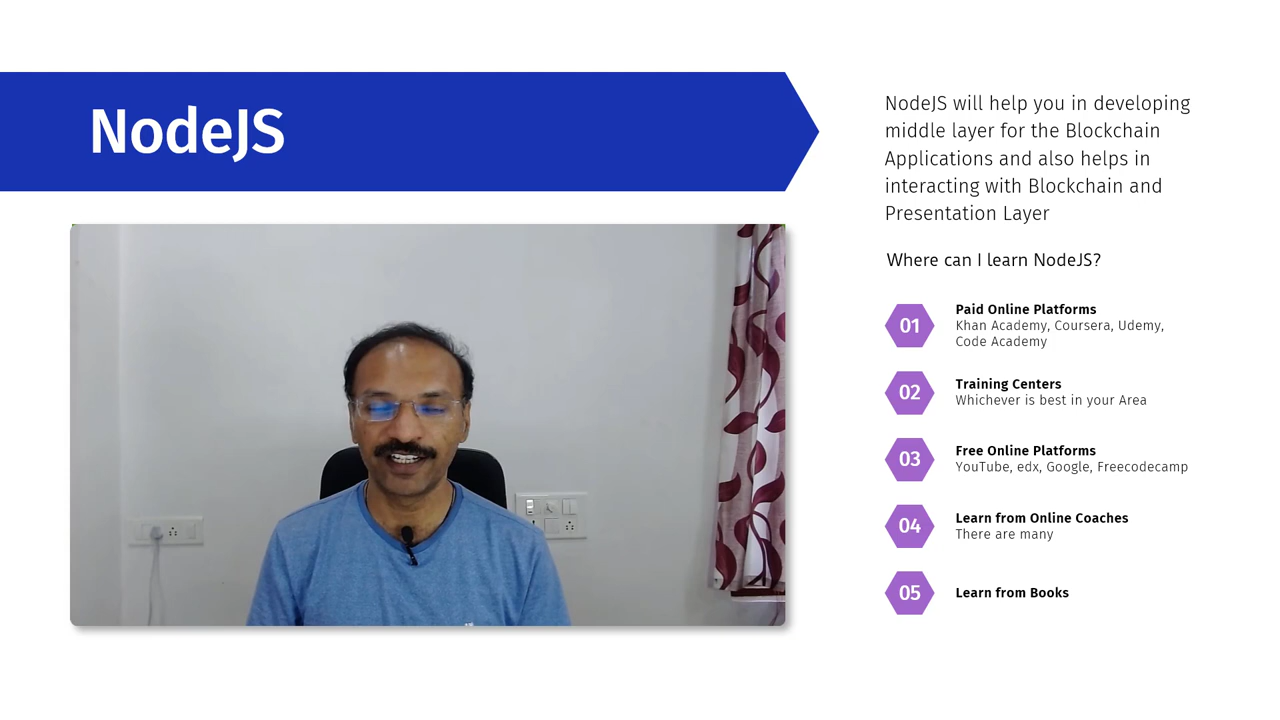 NodeJS
NodeJS will help you in developing
middle layer for the Blockchain
Applications and also helps in
interacting with Blockchain and
Presentation Layer
Where can I learn NodeJS?
01
Paid Online Platforms
Khan Academy, Coursera, Udemy,
Code Academy
02
Training Centers
Whichever is best in your Area
03
Free Online Platforms
YouTube, edx, Google, Freecodecamp
04
Learn from Online Coaches
There are many
05
Learn from Books